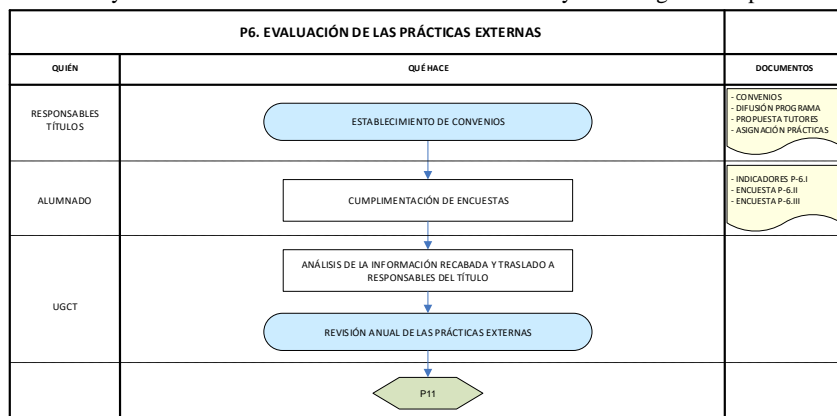 P6. EVALUACIÓN DE LAS PRÁCTICAS EXTERNAS
QUIÉN
QUÉ HACE
DOCUMENTOS
RESPONSABLES
TÍTULOS
ESTABLECIMIENTO DE CONVENIOS
- CONVENIOS
- DIFUSIÓN PROGRAMA
- PROPUESTA TUTORES
- ASIGNACIÓN PRÁCTICAS
ALUMNADO
CUMPLIMENTACIÓN DE ENCUESTAS
- INDICADORES P-6.I
- ENCUESTA P-6.II
- ENCUESTA P-6.III
UGCT
ANÁLISIS DE LA INFORMACIÓN RECABADA Y TRASLADO A
RESPONSABLES DEL TÍTULO
REVISIÓN ANUAL DE LAS PRÁCTICAS EXTERNAS
P11